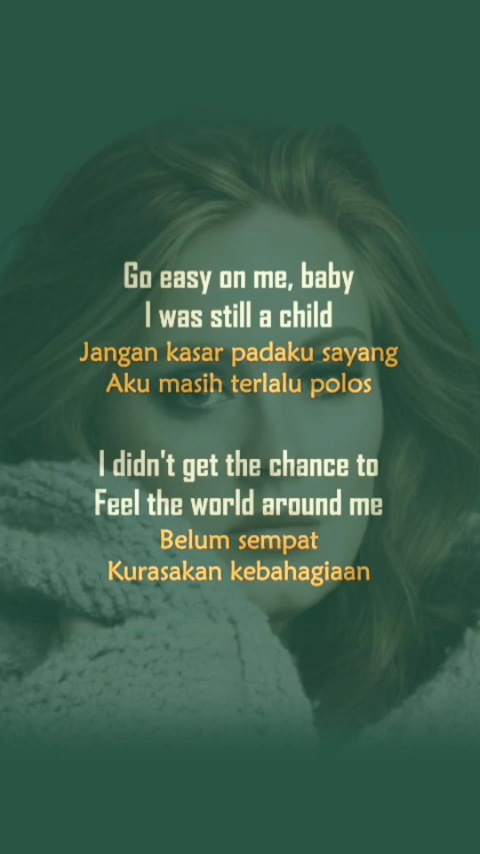 Go easy on me, baby
I was still a child
Jangan kasar padaku sayang
Aku masih terlalu polos
I didn't get the chance to
Feel the world around me
Belum sempat
Kurasakan kebahagiaan